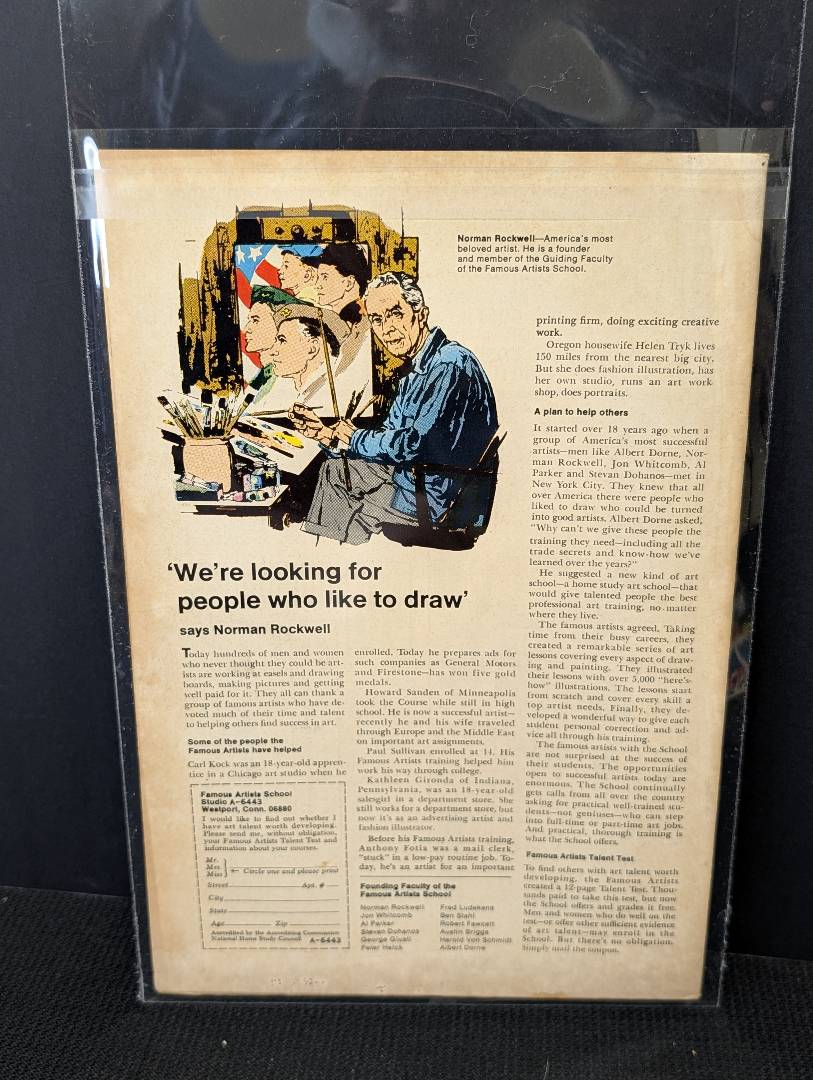 Norman Rockwell—America's most
beloved artist. He is a founder
and member of the Guiding Faculty
of the Famous Artists School.
'We're looking for
people who like to draw'
says Norman Rockwell
Today hundreds of men and women
who never thought they could be art-
ists are working at easels and drawing
boards, making pictures and getting
well paid for it. They all can thank a
group of famous artists who have de-
voted much of their time and talent
to helping others find success in art.
Some of the people the
Famous Artists have helped
Carl Kock was an 18-year-old appren-
tice in a Chicago art studio when he
enrolled. Today he prepares ads for
such companies as General Motors
and Firestone—has won five gold
medals.
Howard Sanden of Minneapolis
took the Course while still in high
school. He is now a successful artist—
recently he and his wife traveled
through Europe and the Middle East
on important art assignments.
Paul Sullivan enrolled at 14. His
Famous Artists training helped him
work his way through college.
Kathleen Gironda of Indiana,
Pennsylvania, was an 18-year-old
salesgirl in a department store. She
still works for a department store, but
now it's as an advertising artist and
fashion illustrator.
Before his Famous Artists training,
Anthony Fotia was a mail clerk,
"stuck" in a low-pay routine job. To-
day, he's an artist for an important
printing firm, doing exciting creative
work.
Oregon housewife Helen Tryk lives
150 miles from the nearest big city.
But she does fashion illustration, has
her own studio, runs an art work-
shop, does portraits.
A plan to help others
It started over 18 years ago when a
group of America's most successful
artists—men like Albert Dorne, Nor-
man Rockwell, Jon Whitcomb, Al
Parker and Stevan Dohanos—met in
New York City. They knew that all
over America there were people who
liked to draw who could be turned
into good artists. Albert Dorne asked,
"Why can't we give these people the
training they need—including all the
trade secrets and know-how we've
learned over the years?"
He suggested a new kind of art
school—a home study art school—that
would give talented people the best
professional art training, no matter
where they live.
The famous artists agreed. Taking
time from their busy careers, they
created a remarkable series of art
lessons covering every aspect of draw-
ing and painting. They illustrated
their lessons with over 5,000 "here's-
how" illustrations. The lessons start
from scratch and cover every skill a
top artist needs. Finally, they de-
veloped a wonderful way to give each
student personal correction and ad-
vice all through his training.
The famous artists with the School
are not surprised at the success of
their students. The opportunities
open to successful artists today are
enormous. The School continually
gets calls from all over the country
asking for practical well-trained stu-
dents—not geniuses—who can step
into full-time or part-time art jobs.
And practical, thorough training is
what the School offers.
Famous Artists Talent Test
To find others with art talent worth
developing, the Famous Artists
created a 12-page Talent Test. Thou-
sands paid to take this test, but now
the School offers and grades it free.
Men and women who do well on the
test—or offer other sufficient evidence
of art talent—may enroll in the
School. But there's no obligation.
Simply mail the coupon.
Famous Artists School
Studio A-6443
Westport, Conn. 06880
I would like to find out whether I
have art talent worth developing.
Please send me, without obligation,
your Famous Artists Talent Test and
information about your courses.
Mr.
Mrs.
Miss ← Circle one and please print
Street Apt. #
City
State
Age Zip
Accredited by the Accrediting Commission
National Home Study Council A-6443
Founding Faculty of the
Famous Artists School
Norman Rockwell
Jon Whitcomb
Al Parker
Stevan Dohanos
George Giusti
Peter Helck
Fred Ludekens
Ben Stahl
Robert Fawcett
Austin Briggs
Harold Von Schmidt
Albert Dorne